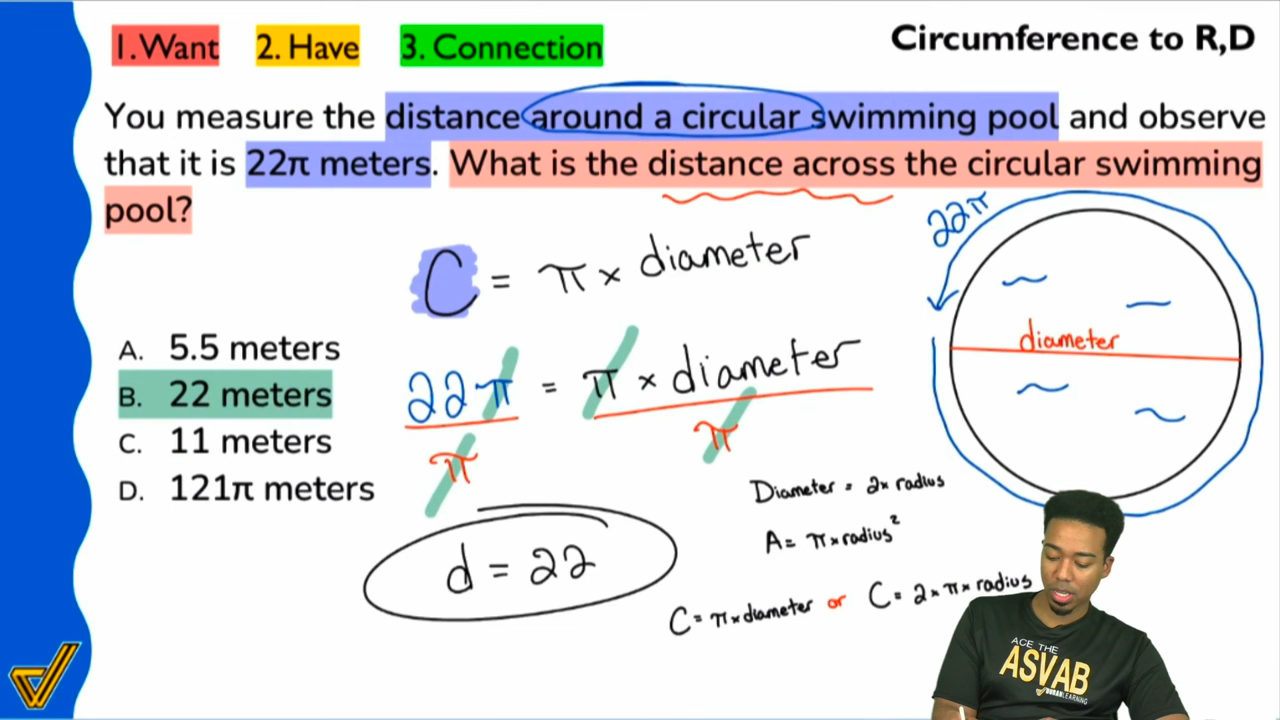 1. Want 2. Have 3. Connection
Circumference to R,D
You measure the distance around a circular swimming pool and observe
that it is 22π meters. What is the distance across the circular swimming
pool?
22π
C = π × diameter
A. 5.5 meters
B. 22 meters
C. 11 meters
D. 121π meters
22π = π × diameter
π π
diameter
Diameter = 2× radius
A = π × radius²
d = 22
C = π × diameter or C = 2 × π × radius
ACE THE
ASVAB
DURAN LEARNING